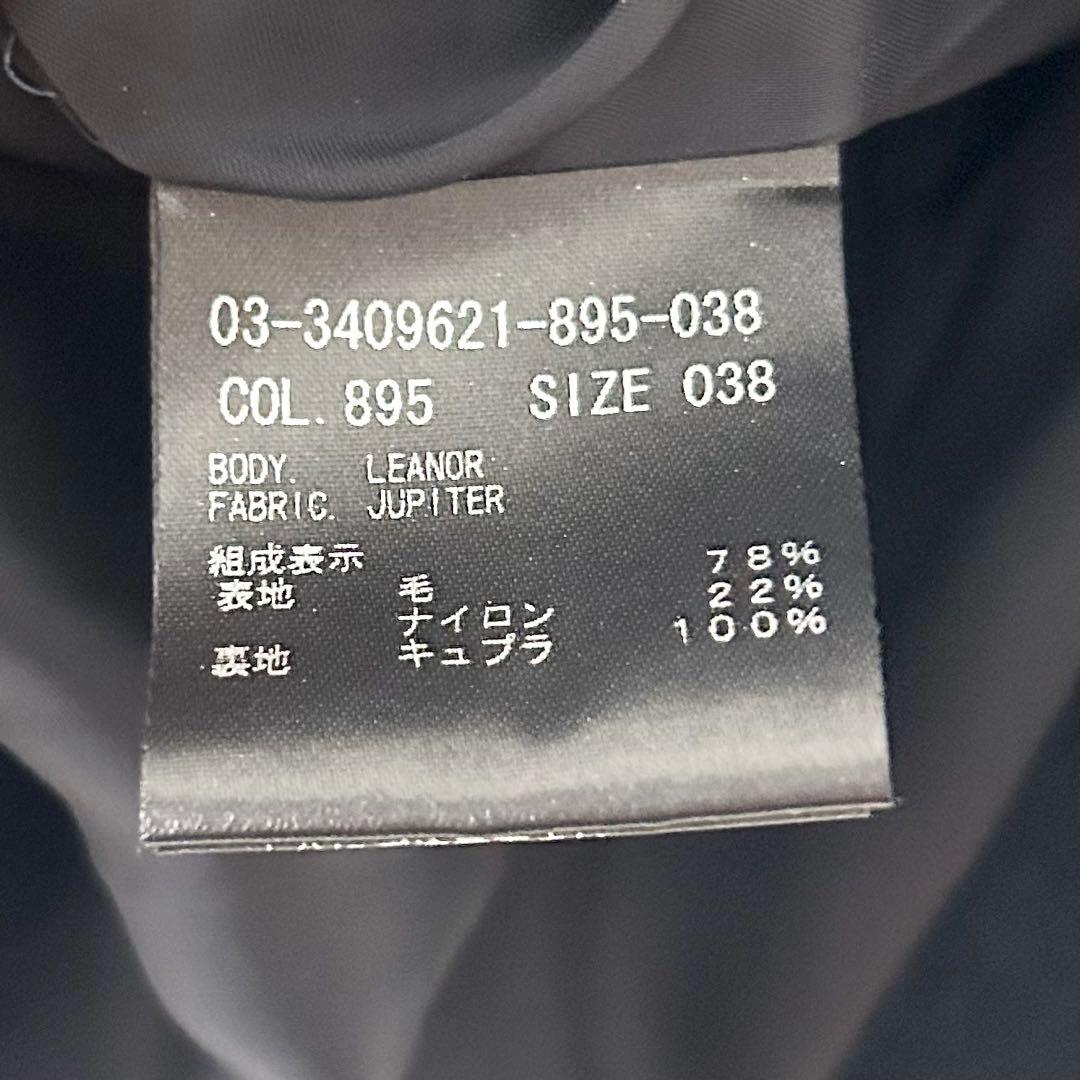 03-3409621-895-038
COL. 895 SIZE 038
BODY. LEANOR
FABRIC. JUPITER
組成表示
表地 毛 78%
ナイロン 22%
裏地 キュプラ 100%